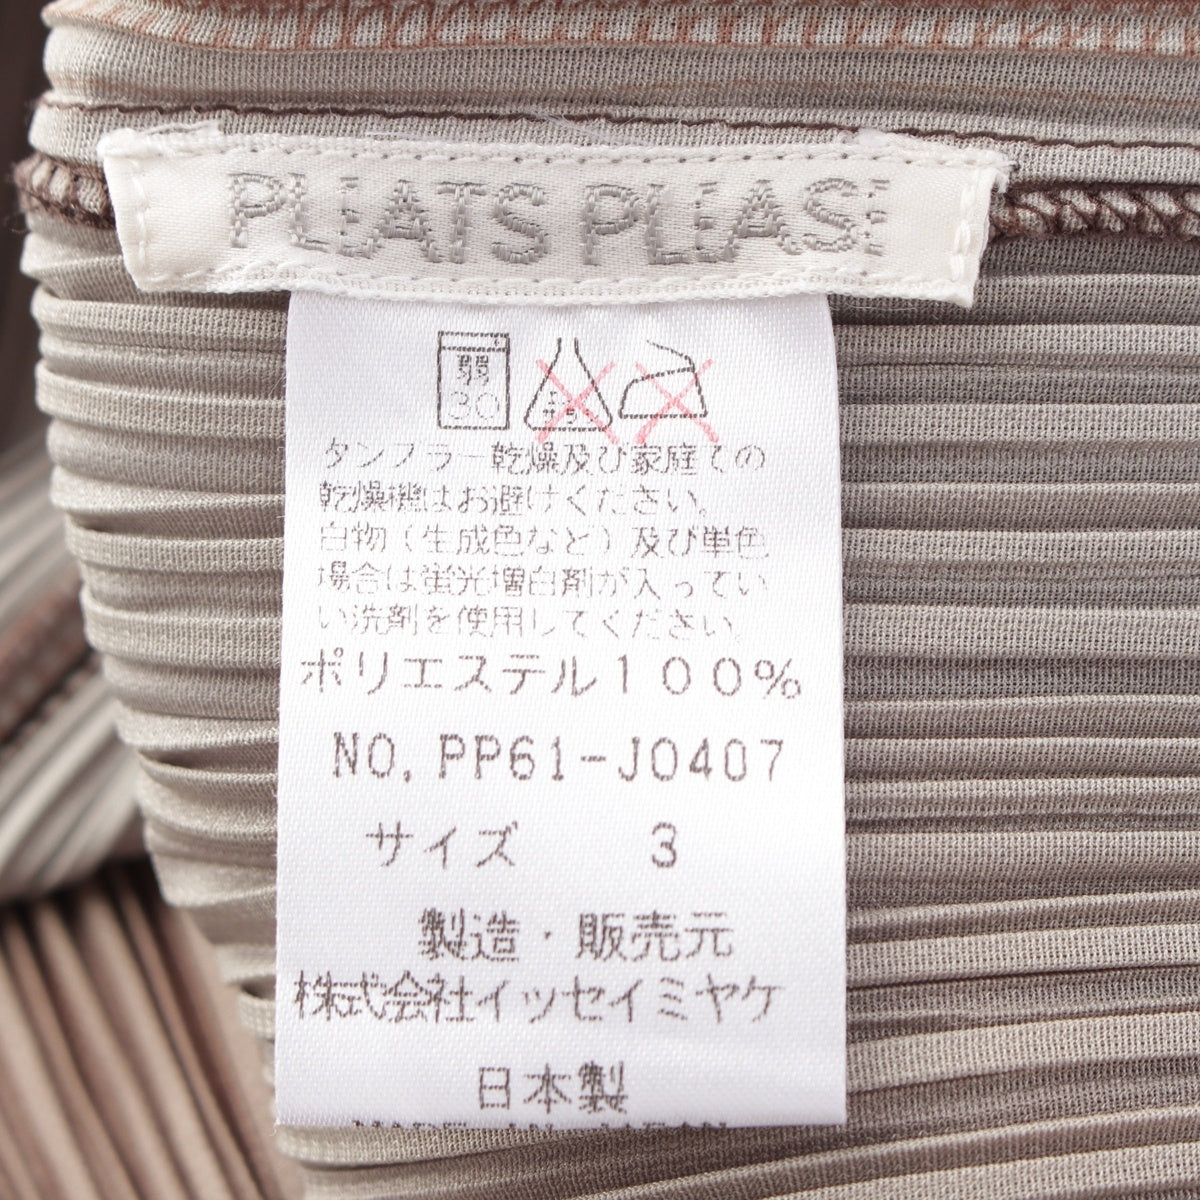 PLEATS PLEASE
弱
30
タンブラー乾燥及び家庭での
乾燥機はお避けください。
白物(生成色など)及び単色
場合は蛍光増白剤が入ってい
い洗剤を使用してください。
ポリエステル100%
NO.PP61-J0407
サイズ 3
製造・販売元
株式会社イッセイミヤケ
日本製
MADE IN JAPAN